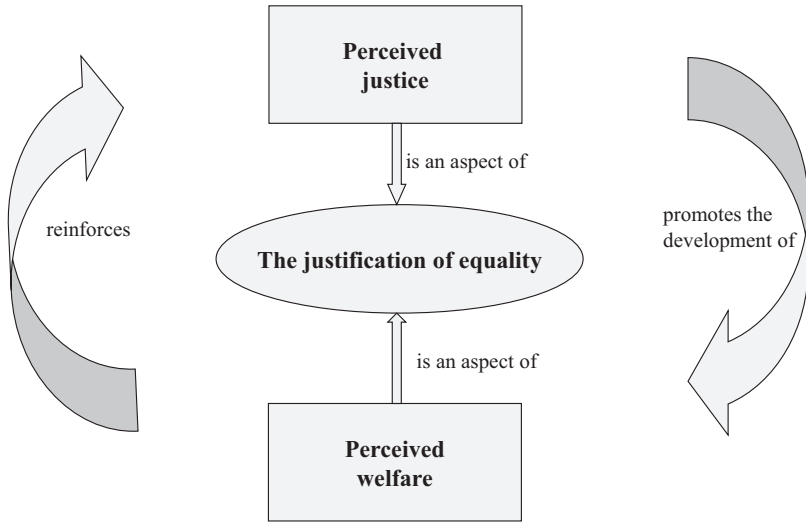 Perceived
justice
is an aspect of
reinforces
promotes the
development of
The justification of equality
is an aspect of
Perceived
welfare